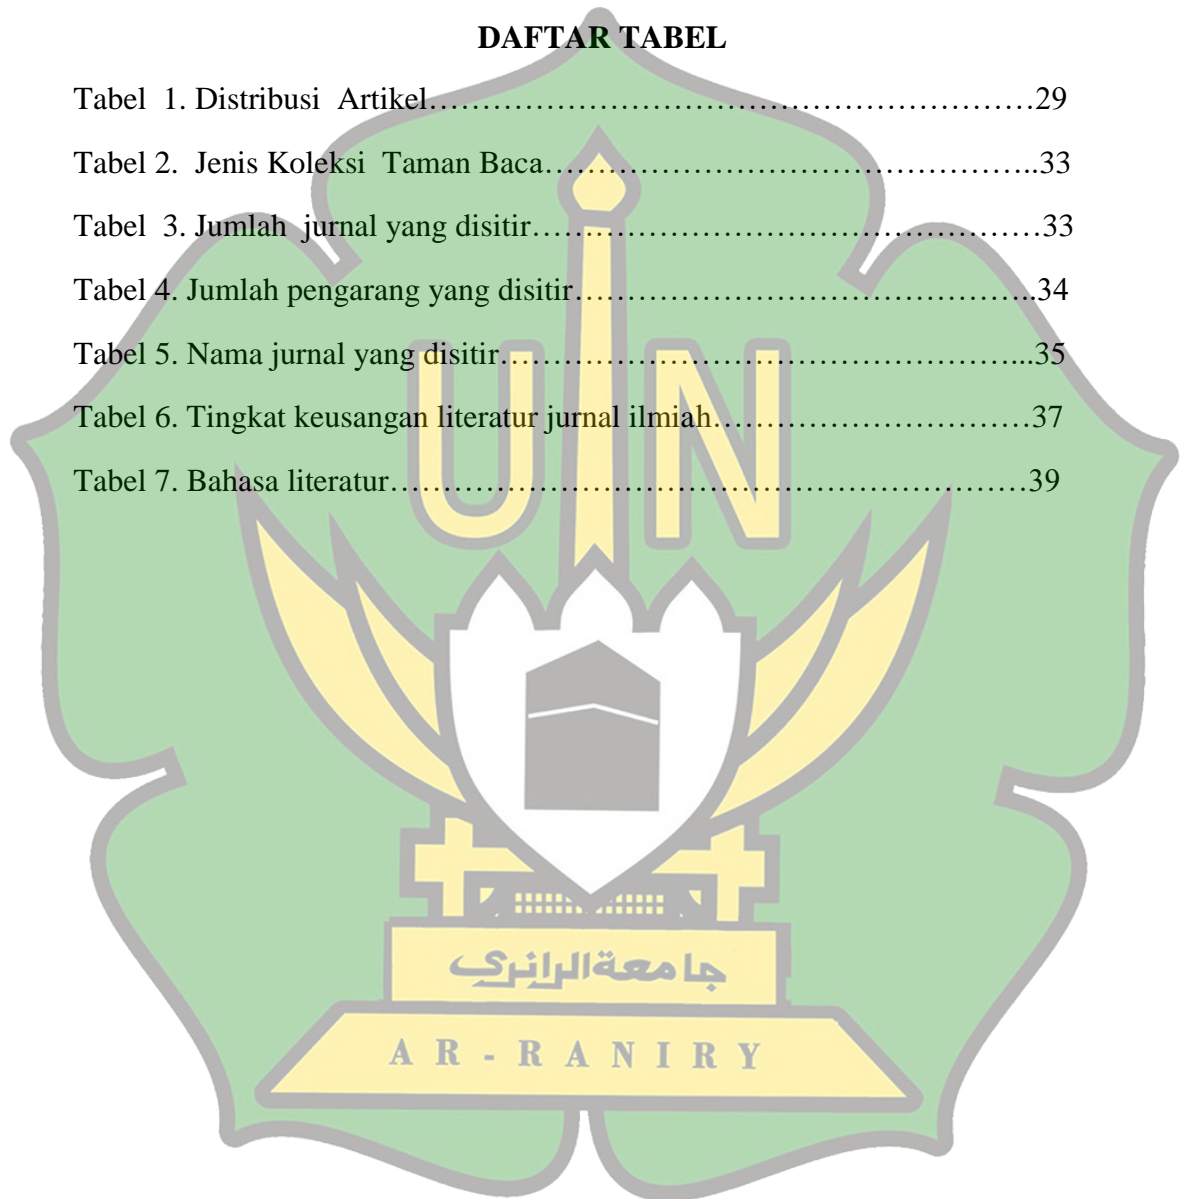 DAFTAR TABEL
Tabel  1. Distribusi  Artikel……………………………………………………………29
Tabel 2.  Jenis Koleksi  Taman Baca………………………………………………..33
Tabel  3. Jumlah  jurnal yang disitir…………………………………………………33
Tabel 4. Jumlah pengarang yang disitir……………………………………………..34
Tabel 5. Nama jurnal yang disitir…………………………………………………...35
Tabel 6. Tingkat keusangan literatur jurnal ilmiah………………………………37
Tabel 7. Bahasa literatur………………………………………………………………39
UIN
جامعة الرانري
AR-RANIRY